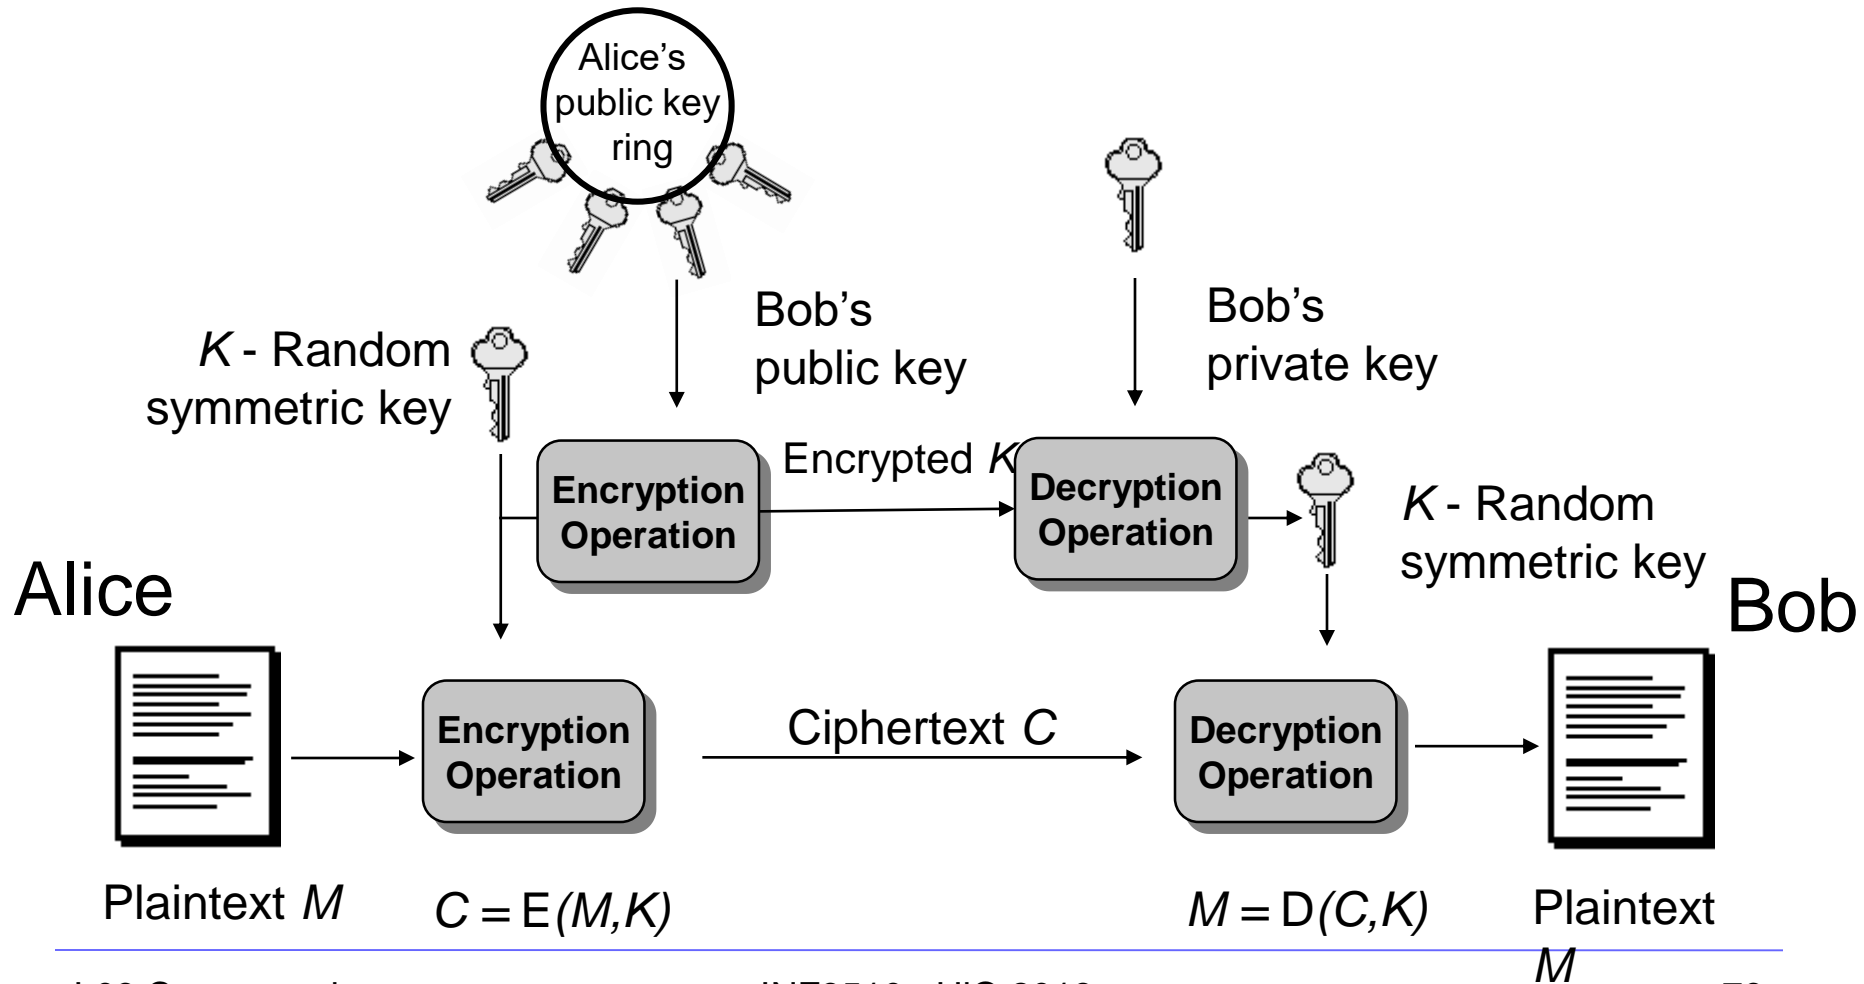 Alice's
public key
ring
Bob's
public key
Bob's
private key
K - Random
symmetric key
Encrypted K
Encryption
Operation
Decryption
Operation
K - Random
symmetric key
Alice
Bob
Encryption
Operation
Ciphertext C
Decryption
Operation
Plaintext M
C = E(M,K)
M = D(C,K)
Plaintext
M